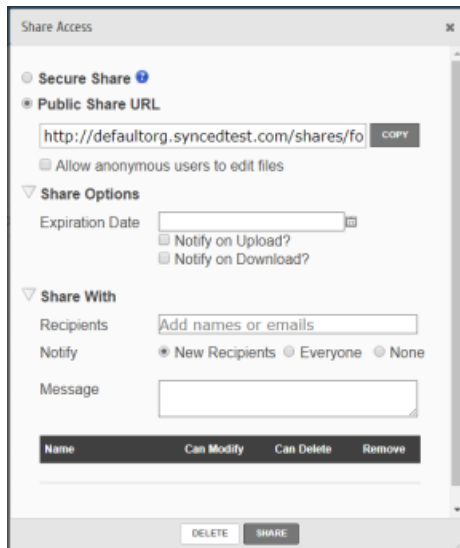 Share Access
Secure Share ?
Public Share URL
http://defaultorg.syncedtest.com/shares/fo COPY
Allow anonymous users to edit files
Share Options
Expiration Date
Notify on Upload?
Notify on Download?
Share With
Recipients Add names or emails
Notify New Recipients Everyone None
Message
Name Can Modify Can Delete Remove
DELETE SHARE